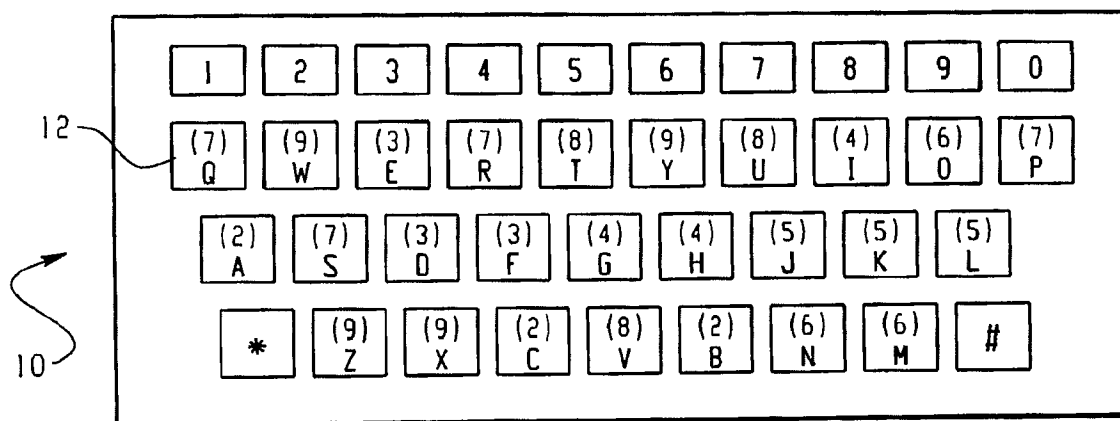 1 2 3 4 5 6 7 8 9 0
12
(7) (9) (3) (7) (8) (9) (8) (4) (6) (7)
Q W E R T Y U I O P
(2) (7) (3) (3) (4) (4) (5) (5) (5)
A S D F G H J K L
(9) (9) (2) (8) (2) (6) (6)
* Z X C V B N M #
10